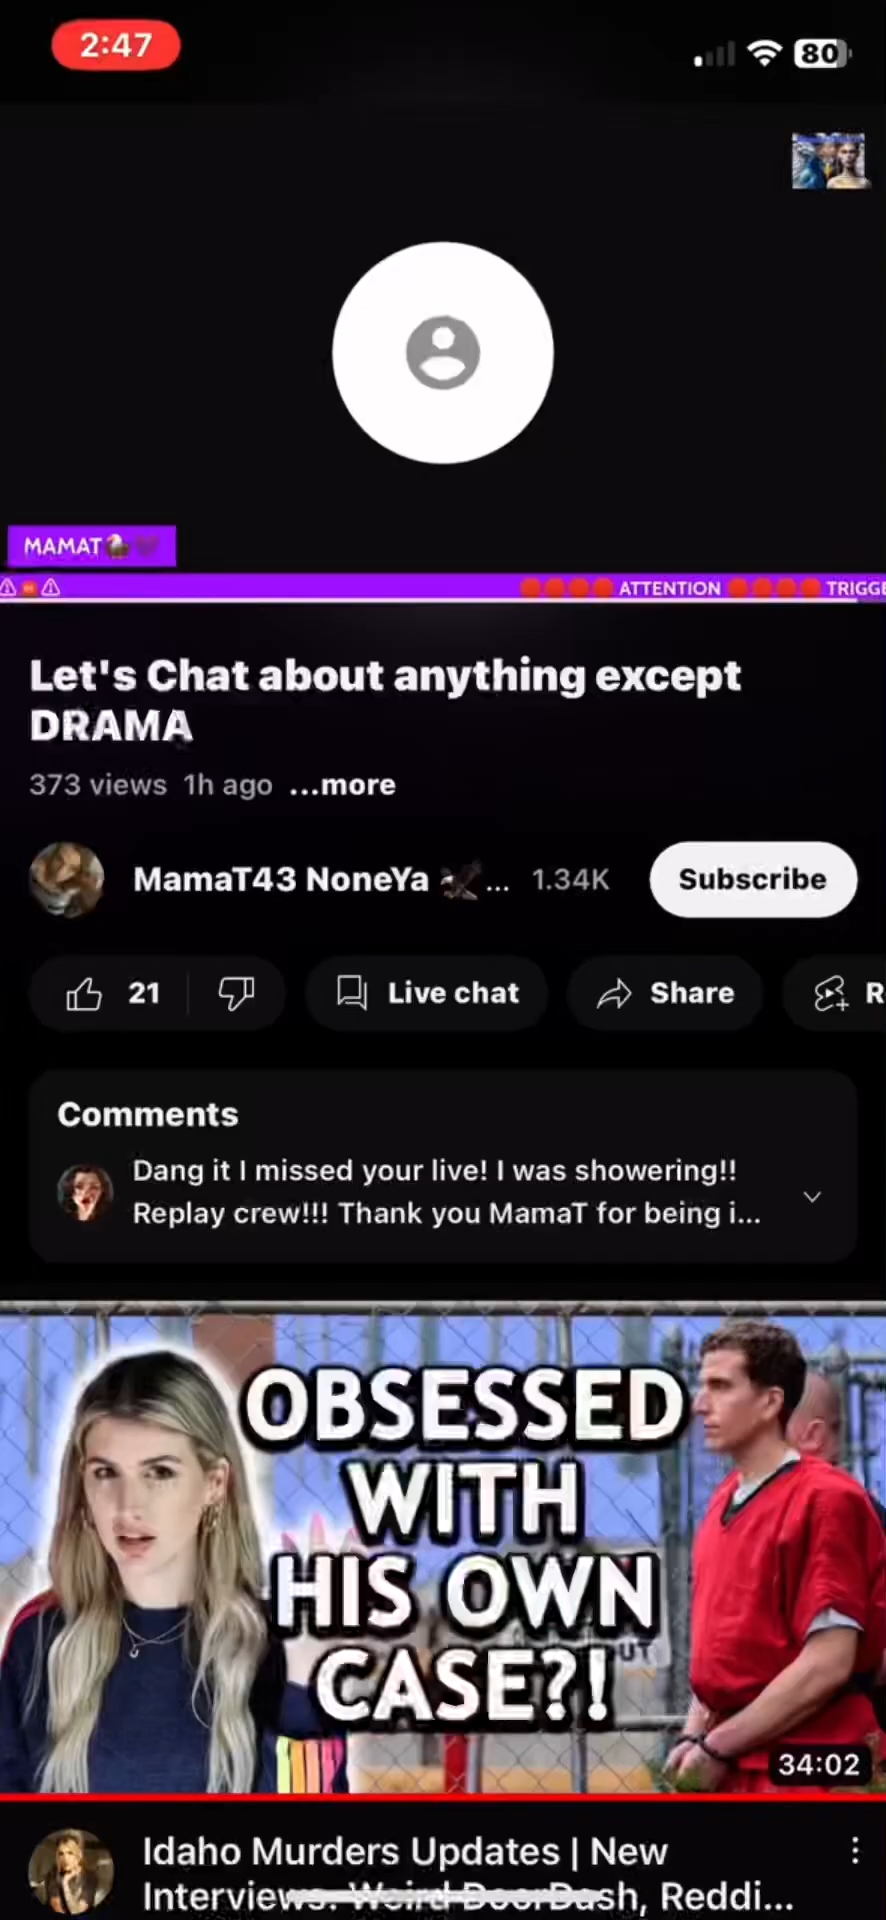 2:47
80
MAMAT
ATTENTION TRIGGE
Let's Chat about anything except
DRAMA
373 views 1h ago ...more
MamaT43 NoneYa ... 1.34K Subscribe
21 Live chat Share R
Comments
Dang it I missed your live! I was showering!!
Replay crew!!! Thank you MamaT for being i...
OBSESSED
WITH
HIS OWN
CASE?!
OUT
34:02
Idaho Murders Updates | New
Interviews. Weird DoorDash, Reddi...